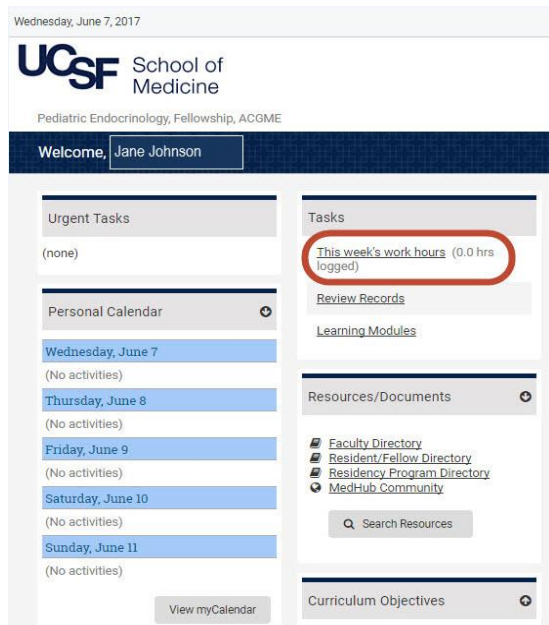 Wednesday, June 7, 2017
UCSF School of
Medicine
Pediatric Endocrinology, Fellowship, ACGME
Welcome, Jane Johnson
Urgent Tasks
(none)
Personal Calendar
Wednesday, June 7
(No activities)
Thursday, June 8
(No activities)
Friday, June 9
(No activities)
Saturday, June 10
(No activities)
Sunday, June 11
(No activities)
View myCalendar
Tasks
This week's work hours (0.0 hrs
logged)
Review Records
Learning Modules
Resources/Documents
Faculty Directory
Resident/Fellow Directory
Residency Program Directory
MedHub Community
Search Resources
Curriculum Objectives